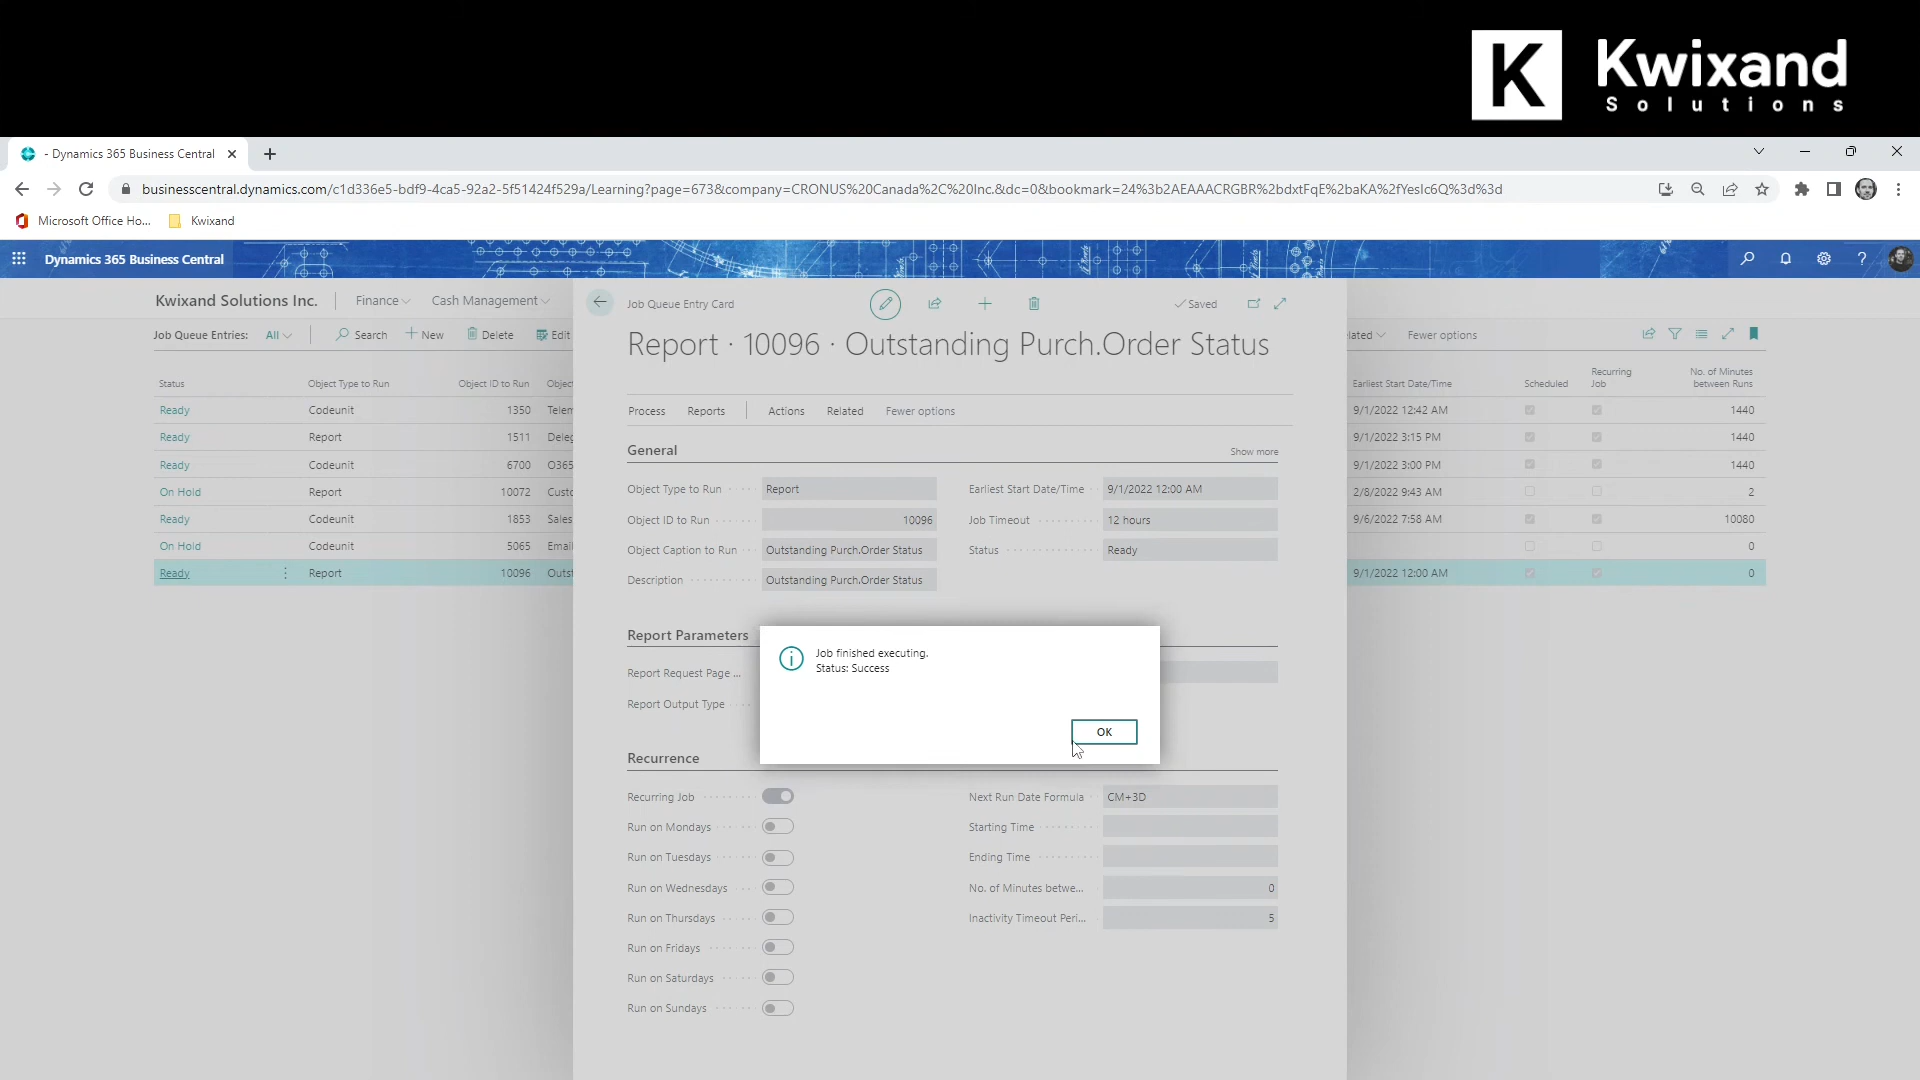 K Kwixand
Solutions
- Dynamics 365 Business Central
businesscentral.dynamics.com/c1d336e5-bdf9-4ca5-92a2-5f51424f529a/Learning?page=673&company=CRONUS%20Canada%2C%20Inc.&dc=0&bookmark=24%3b2AEAAACRGBR%2bdxtFqE%2baKA%2fYeslc6Q%3d%3d
Microsoft Office Ho... Kwixand
Dynamics 365 Business Central
Kwixand Solutions Inc. Finance Cash Management
Job Queue Entry Card Saved
Job Queue Entries: All Search New Delete Edit
Report · 10096 · Outstanding Purch.Order Status
lated Fewer options
Status Object Type to Run Object ID to Run Object
Earliest Start Date/Time Scheduled Recurring Job No. of Minutes between Runs
Process Reports Actions Related Fewer options
Ready Codeunit 1350 Telem 9/1/2022 12:42 AM 1440
Ready Report 1511 Deleg 9/1/2022 3:15 PM 1440
Ready Codeunit 6700 O365 9/1/2022 3:00 PM 1440
On Hold Report 10072 Custo 2/8/2022 9:43 AM 2
Ready Codeunit 1853 Sales 9/6/2022 7:58 AM 10080
On Hold Codeunit 5065 Email 0
Ready Report 10096 Outst 9/1/2022 12:00 AM 0
General Show more
Object Type to Run Report Earliest Start Date/Time 9/1/2022 12:00 AM
Object ID to Run 10096 Job Timeout 12 hours
Object Caption to Run Outstanding Purch.Order Status Status Ready
Description Outstanding Purch.Order Status
Report Parameters
Report Request Page ...
Report Output Type
Job finished executing.
Status: Success
OK
Recurrence
Recurring Job Next Run Date Formula CM+3D
Run on Mondays Starting Time
Run on Tuesdays Ending Time
Run on Wednesdays No. of Minutes betwe... 0
Run on Thursdays Inactivity Timeout Peri... 5
Run on Fridays
Run on Saturdays
Run on Sundays